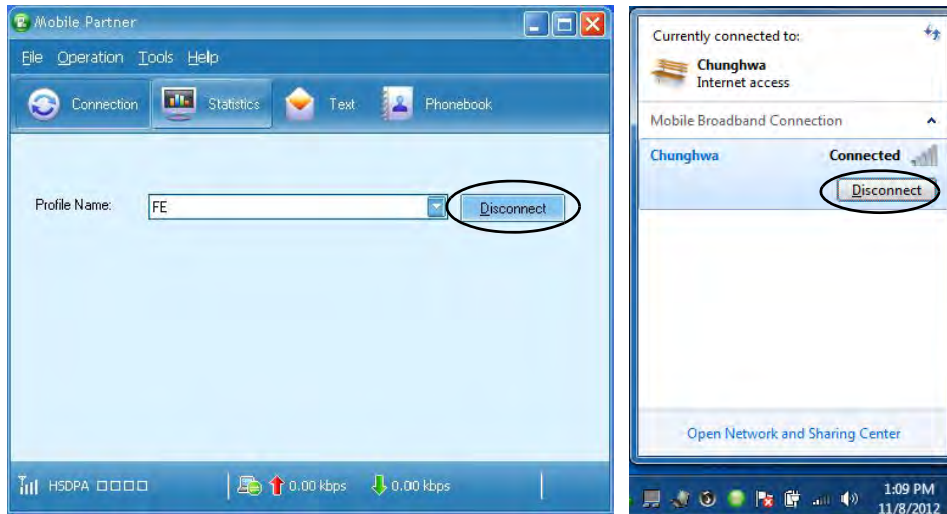 Mobile Partner
File Operation Tools Help
Connection Statistics Text Phonebook
Profile Name: FE Disconnect
HSDPA □□□□ 0.00 kbps 0.00 kbps
Currently connected to:
Chunghwa
Internet access
Mobile Broadband Connection
Chunghwa Connected
Disconnect
Open Network and Sharing Center
1:09 PM
11/8/2012